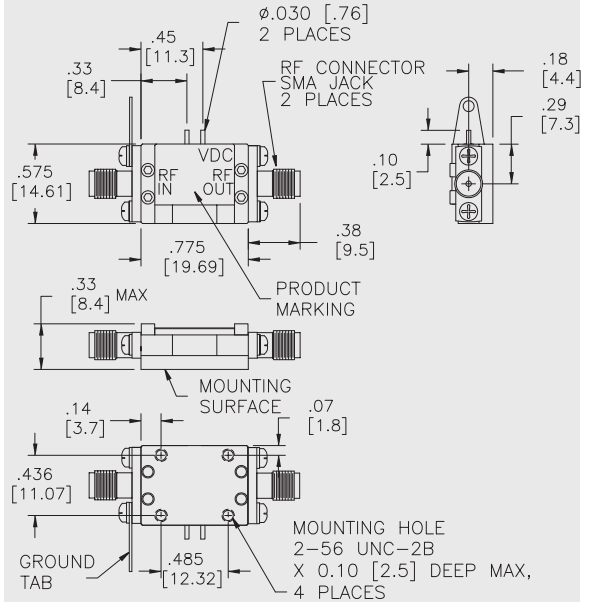 ø.030 [.76]
2 PLACES
.45
[11.3]
.33
[8.4]
RF CONNECTOR
SMA JACK
2 PLACES
.18
[4.4]
.29
[7.3]
.10
[2.5]
.575
[14.61]
VDC
RF
IN
RF
OUT
.775
[19.69]
.38
[9.5]
PRODUCT
MARKING
.33
[8.4] MAX
MOUNTING
SURFACE
.14
[3.7]
.07
[1.8]
.436
[11.07]
GROUND
TAB
.485
[12.32]
MOUNTING HOLE
2-56 UNC-2B
X 0.10 [2.5] DEEP MAX,
4 PLACES